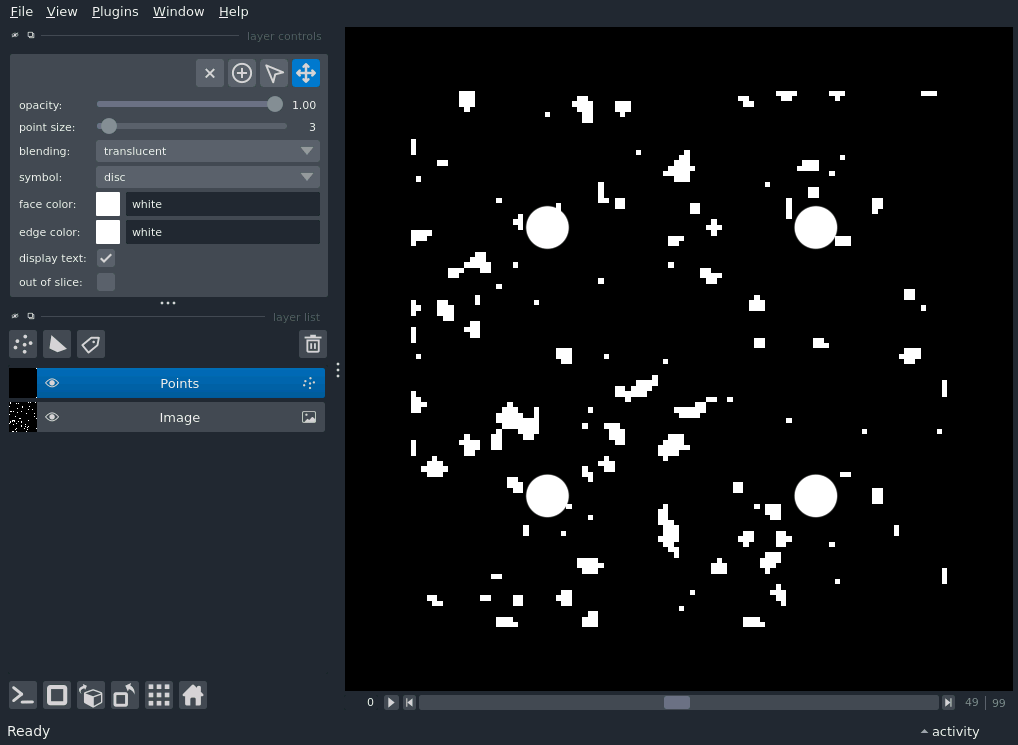 File View Plugins Window Help
layer controls
opacity: 1.00
point size: 3
blending: translucent
symbol: disc
face color: white
edge color: white
display text:
out of slice:
layer list
Points
Image
0 49 99
Ready activity